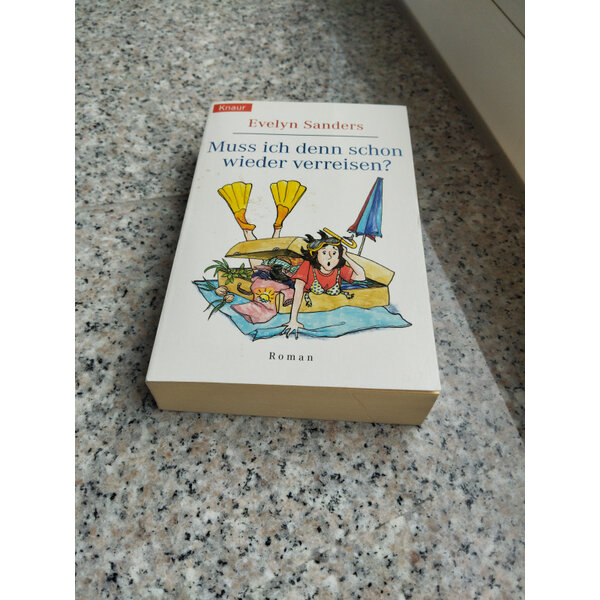 Knaur
Evelyn Sanders
Muss ich denn schon
wieder verreisen?
Roman